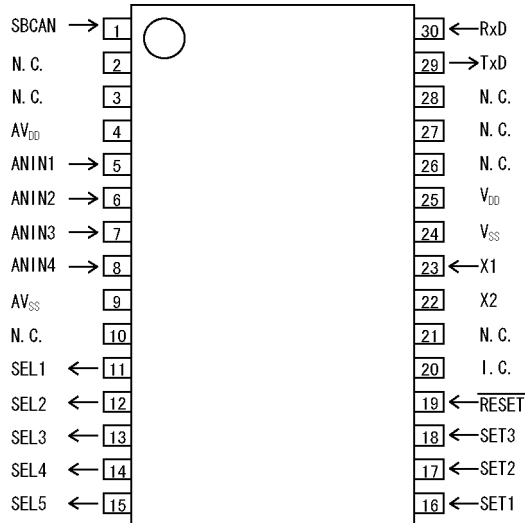 SBCAN → 1 30 ← RxD
N.C. 2 29 → TxD
N.C. 3 28 N.C.
AVDD 4 27 N.C.
ANIN1 → 5 26 N.C.
ANIN2 → 6 25 VDD
ANIN3 → 7 24 VSS
ANIN4 → 8 23 ← X1
AVSS 9 22 X2
N.C. 10 21 N.C.
SEL1 ← 11 20 I.C.
SEL2 ← 12 19 ← RESET
SEL3 ← 13 18 ← SET3
SEL4 ← 14 17 ← SET2
SEL5 ← 15 16 ← SET1